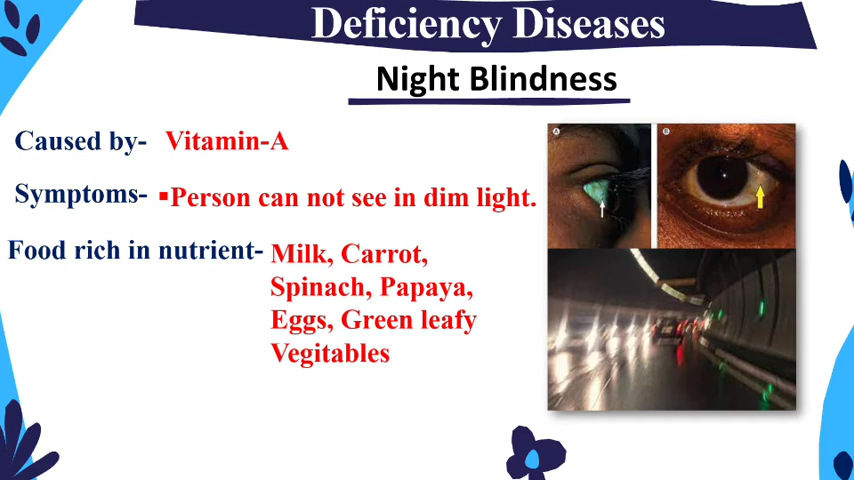 Deficiency Diseases
Night Blindness
Caused by- Vitamin-A
Symptoms- ▪Person can not see in dim light.
Food rich in nutrient- Milk, Carrot,
Spinach, Papaya,
Eggs, Green leafy
Vegitables
A
B